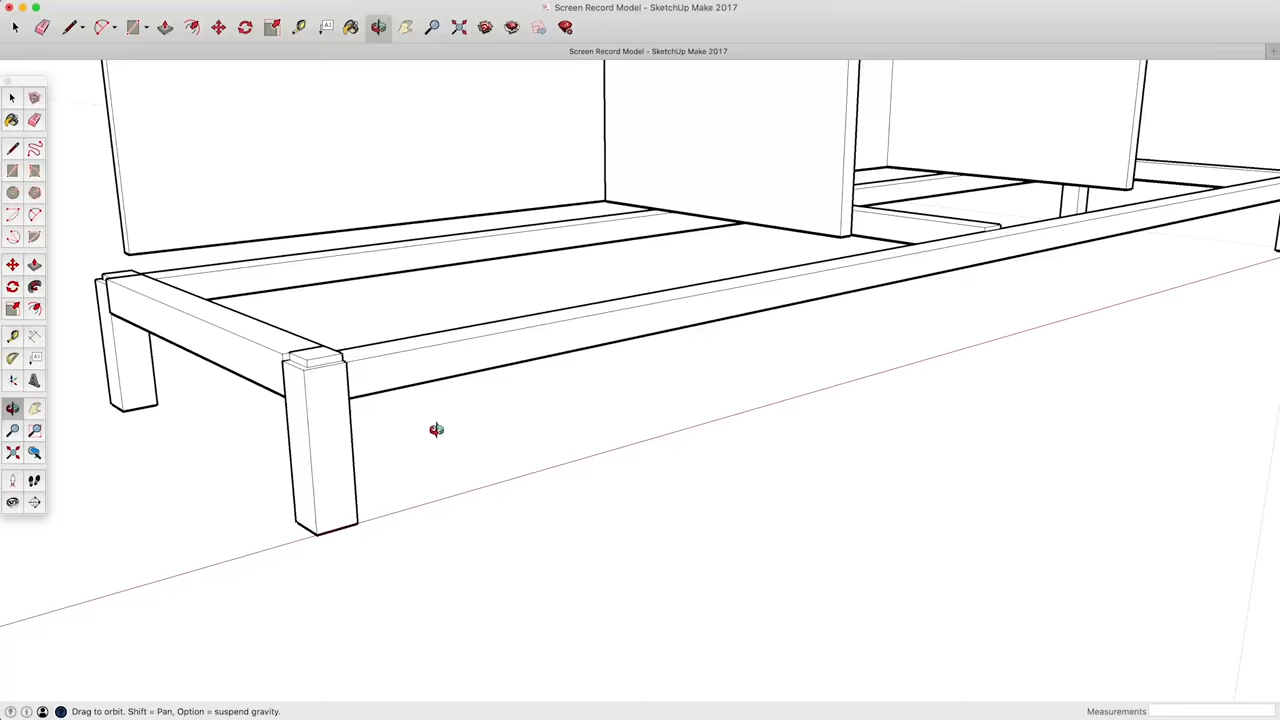 Screen Record Model - SketchUp Make 2017
Screen Record Model - SketchUp Make 2017
Drag to orbit. Shift = Pan, Option = suspend gravity.
Measurements